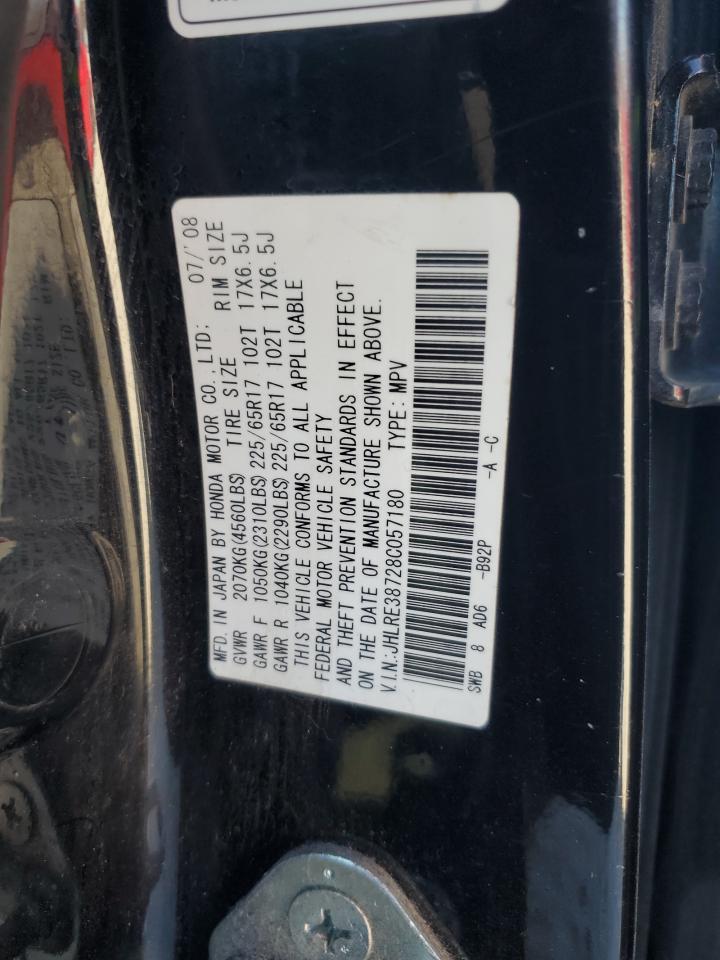 MFD. IN JAPAN BY HONDA MOTOR CO., LTD; 07/'08
GVWR 2070KG(4560LBS) TIRE SIZE RIM SIZE
GAWR F 1050KG(2310LBS) 225/65R17 102T 17X6.5J
GAWR R 1040KG(2290LBS) 225/65R17 102T 17X6.5J
THIS VEHICLE CONFORMS TO ALL APPLICABLE
FEDERAL MOTOR VEHICLE SAFETY
AND THEFT PREVENTION STANDARDS IN EFFECT
ON THE DATE OF MANUFACTURE SHOWN ABOVE.
V.I.N.:JHLRE38728C057180 TYPE: MPV
SWB 8 AD6 -B92P -A -C